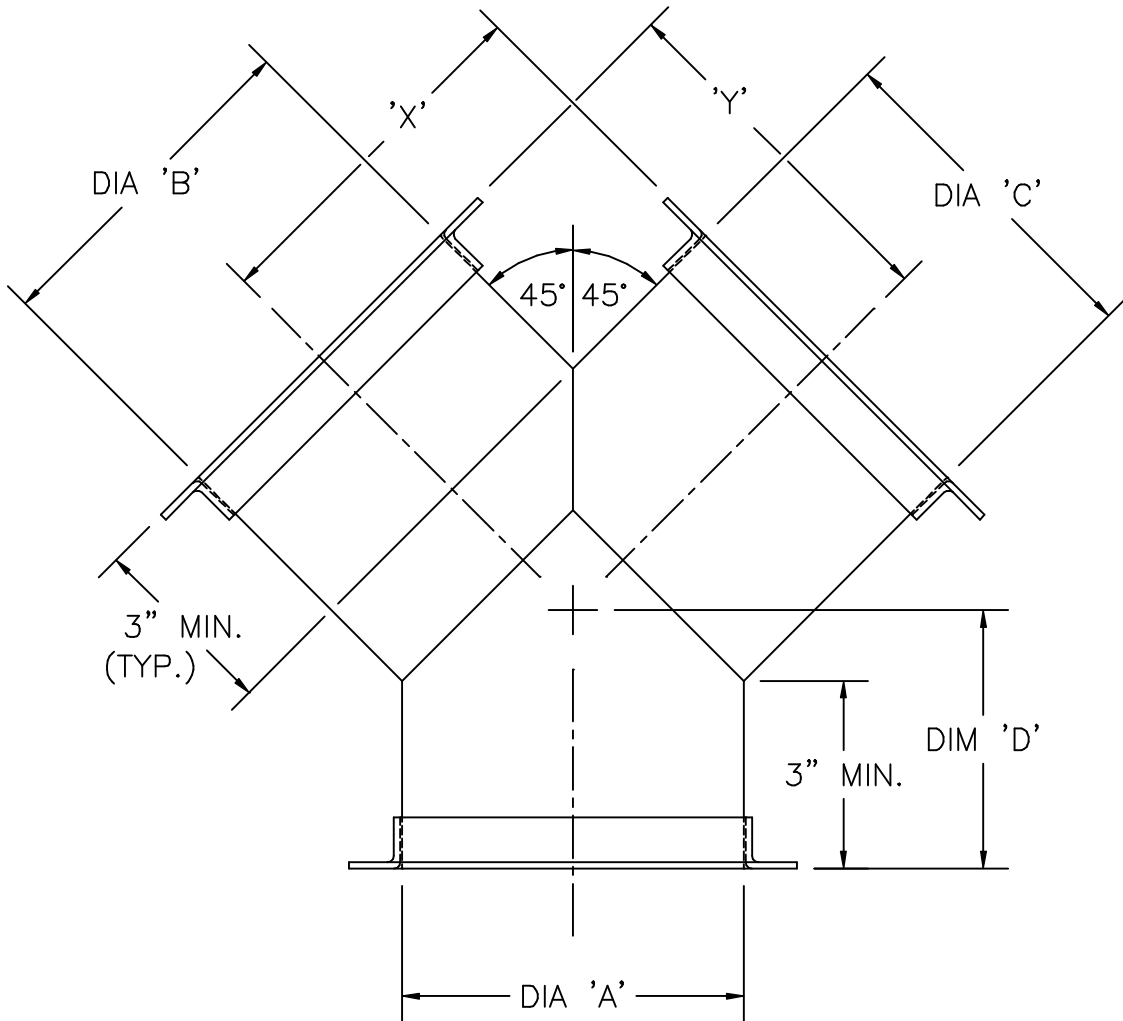 'X'
'Y'
DIA 'B'
DIA 'C'
45°
45°
3” MIN.
(TYP.)
DIM 'D'
3” MIN.
DIA 'A'